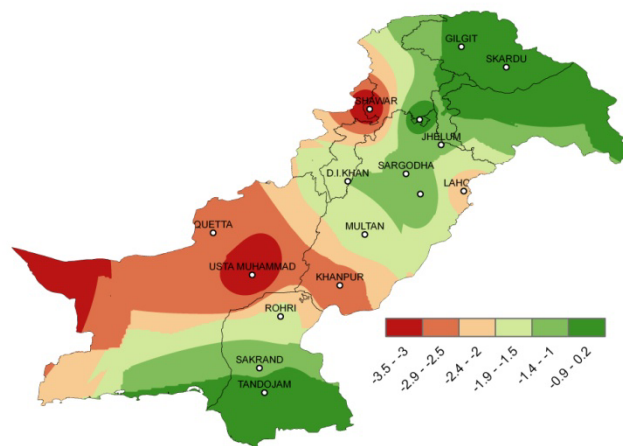 GILGIT
SKARDU
SHAWAR
JHELUM
SARGODHA
D.I.KHAN
LAHO
MULTAN
QUETTA
USTA MUHAMMAD
KHANPUR
ROHRI
SAKRAND
TANDOJAM
-3.5 - -3
-2.9 - -2.5
-2.4 - -2
-1.9 - -1.5
-1.4 - -1
-0.9 - 0.2